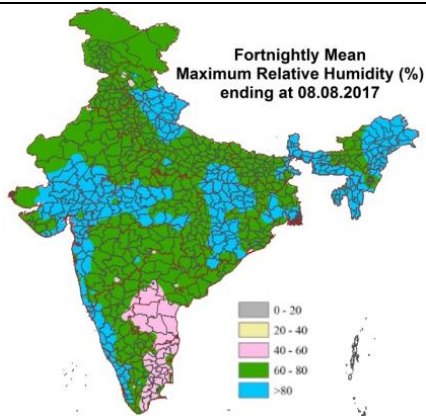 Fortnightly Mean
Maximum Relative Humidity (%)
ending at 08.08.2017
0 - 20
20 - 40
40 - 60
60 - 80
>80